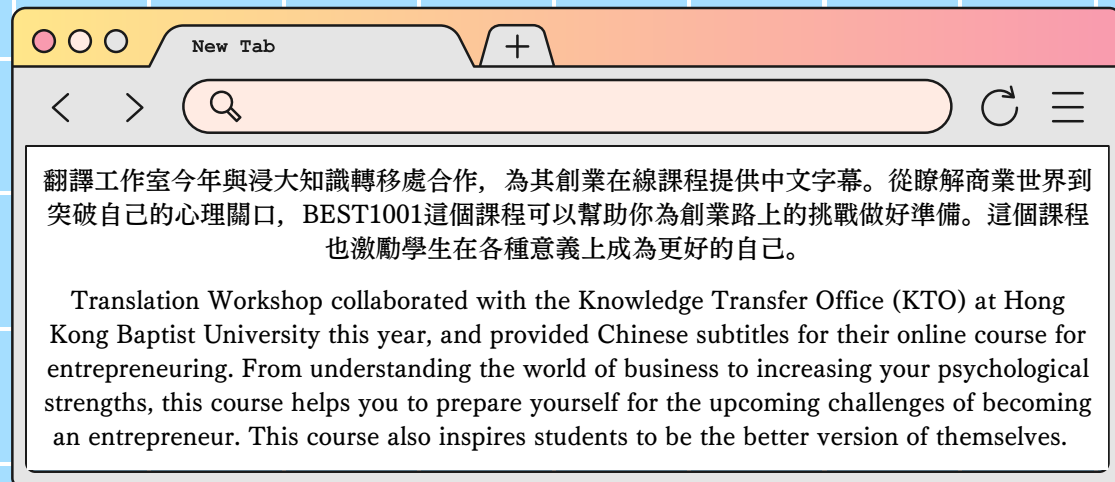 New Tab
翻譯工作室今年與浸大知識轉移處合作，為其創業在線課程提供中文字幕。從瞭解商業世界到
突破自己的心理關口，BEST1001這個課程可以幫助你為創業路上的挑戰做好準備。這個課程
也激勵學生在各種意義上成為更好的自己。
Translation Workshop collaborated with the Knowledge Transfer Office (KTO) at Hong
Kong Baptist University this year, and provided Chinese subtitles for their online course for
entrepreneuring. From understanding the world of business to increasing your psychological
strengths, this course helps you to prepare yourself for the upcoming challenges of becoming
an entrepreneur. This course also inspires students to be the better version of themselves.